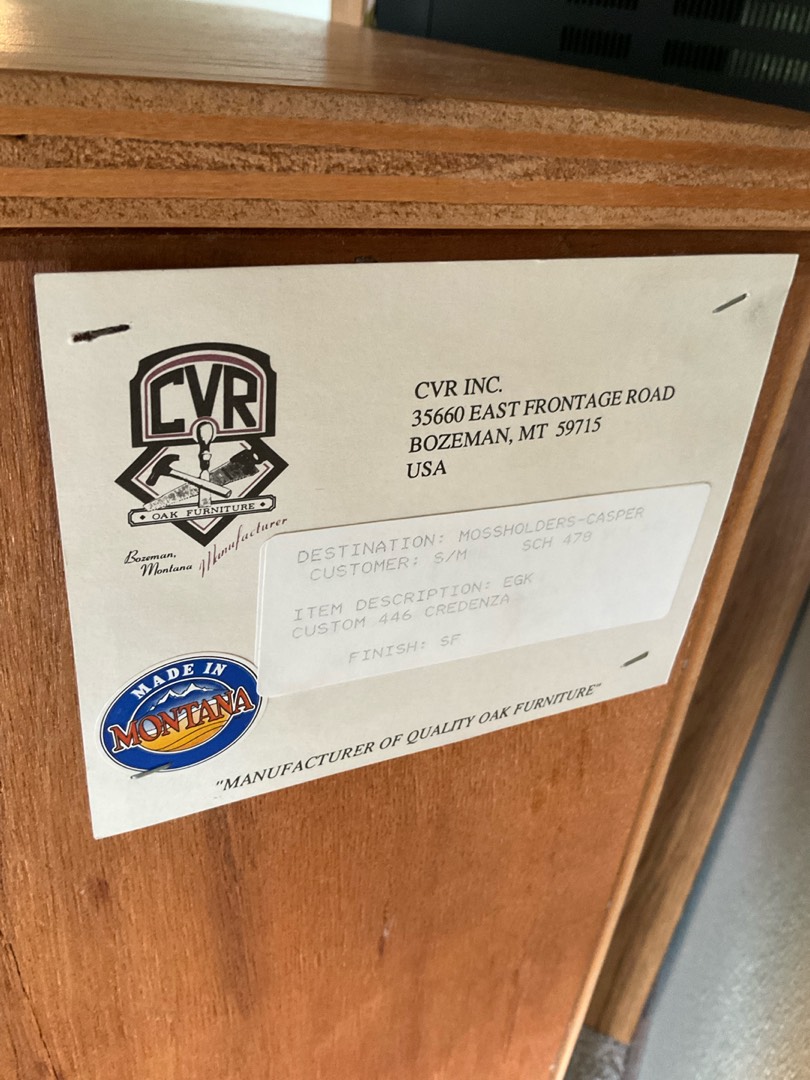 CVR
OAK FURNITURE
Bozeman,
Montana
Manufacturer
CVR INC.
35660 EAST FRONTAGE ROAD
BOZEMAN, MT 59715
USA
DESTINATION: MOSSHOLDERS-CASPER
CUSTOMER: S/M SCH 478
ITEM DESCRIPTION: EGK
CUSTOM 446 CREDENZA
FINISH: SF
MADE IN
MONTANA
"MANUFACTURER OF QUALITY OAK FURNITURE"